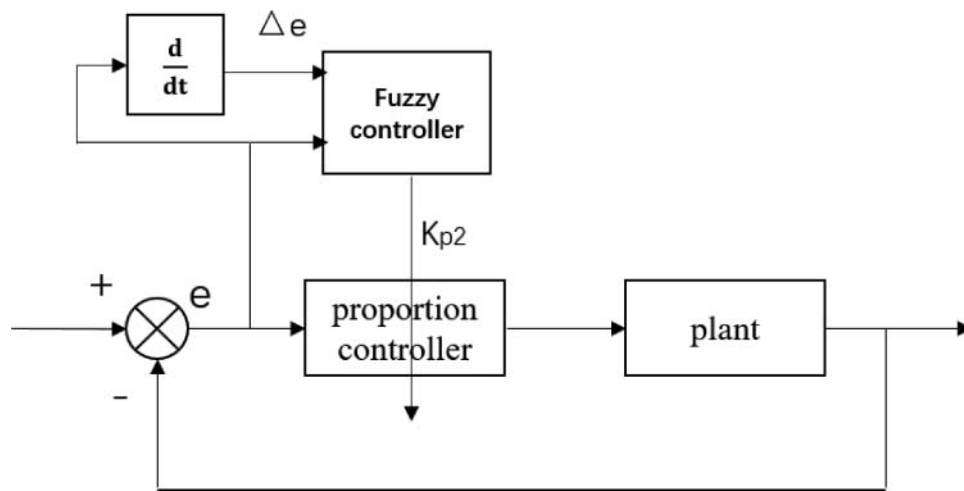 △e
d
dt
Fuzzy
controller
Kp2
+
e
proportion
controller
plant
-